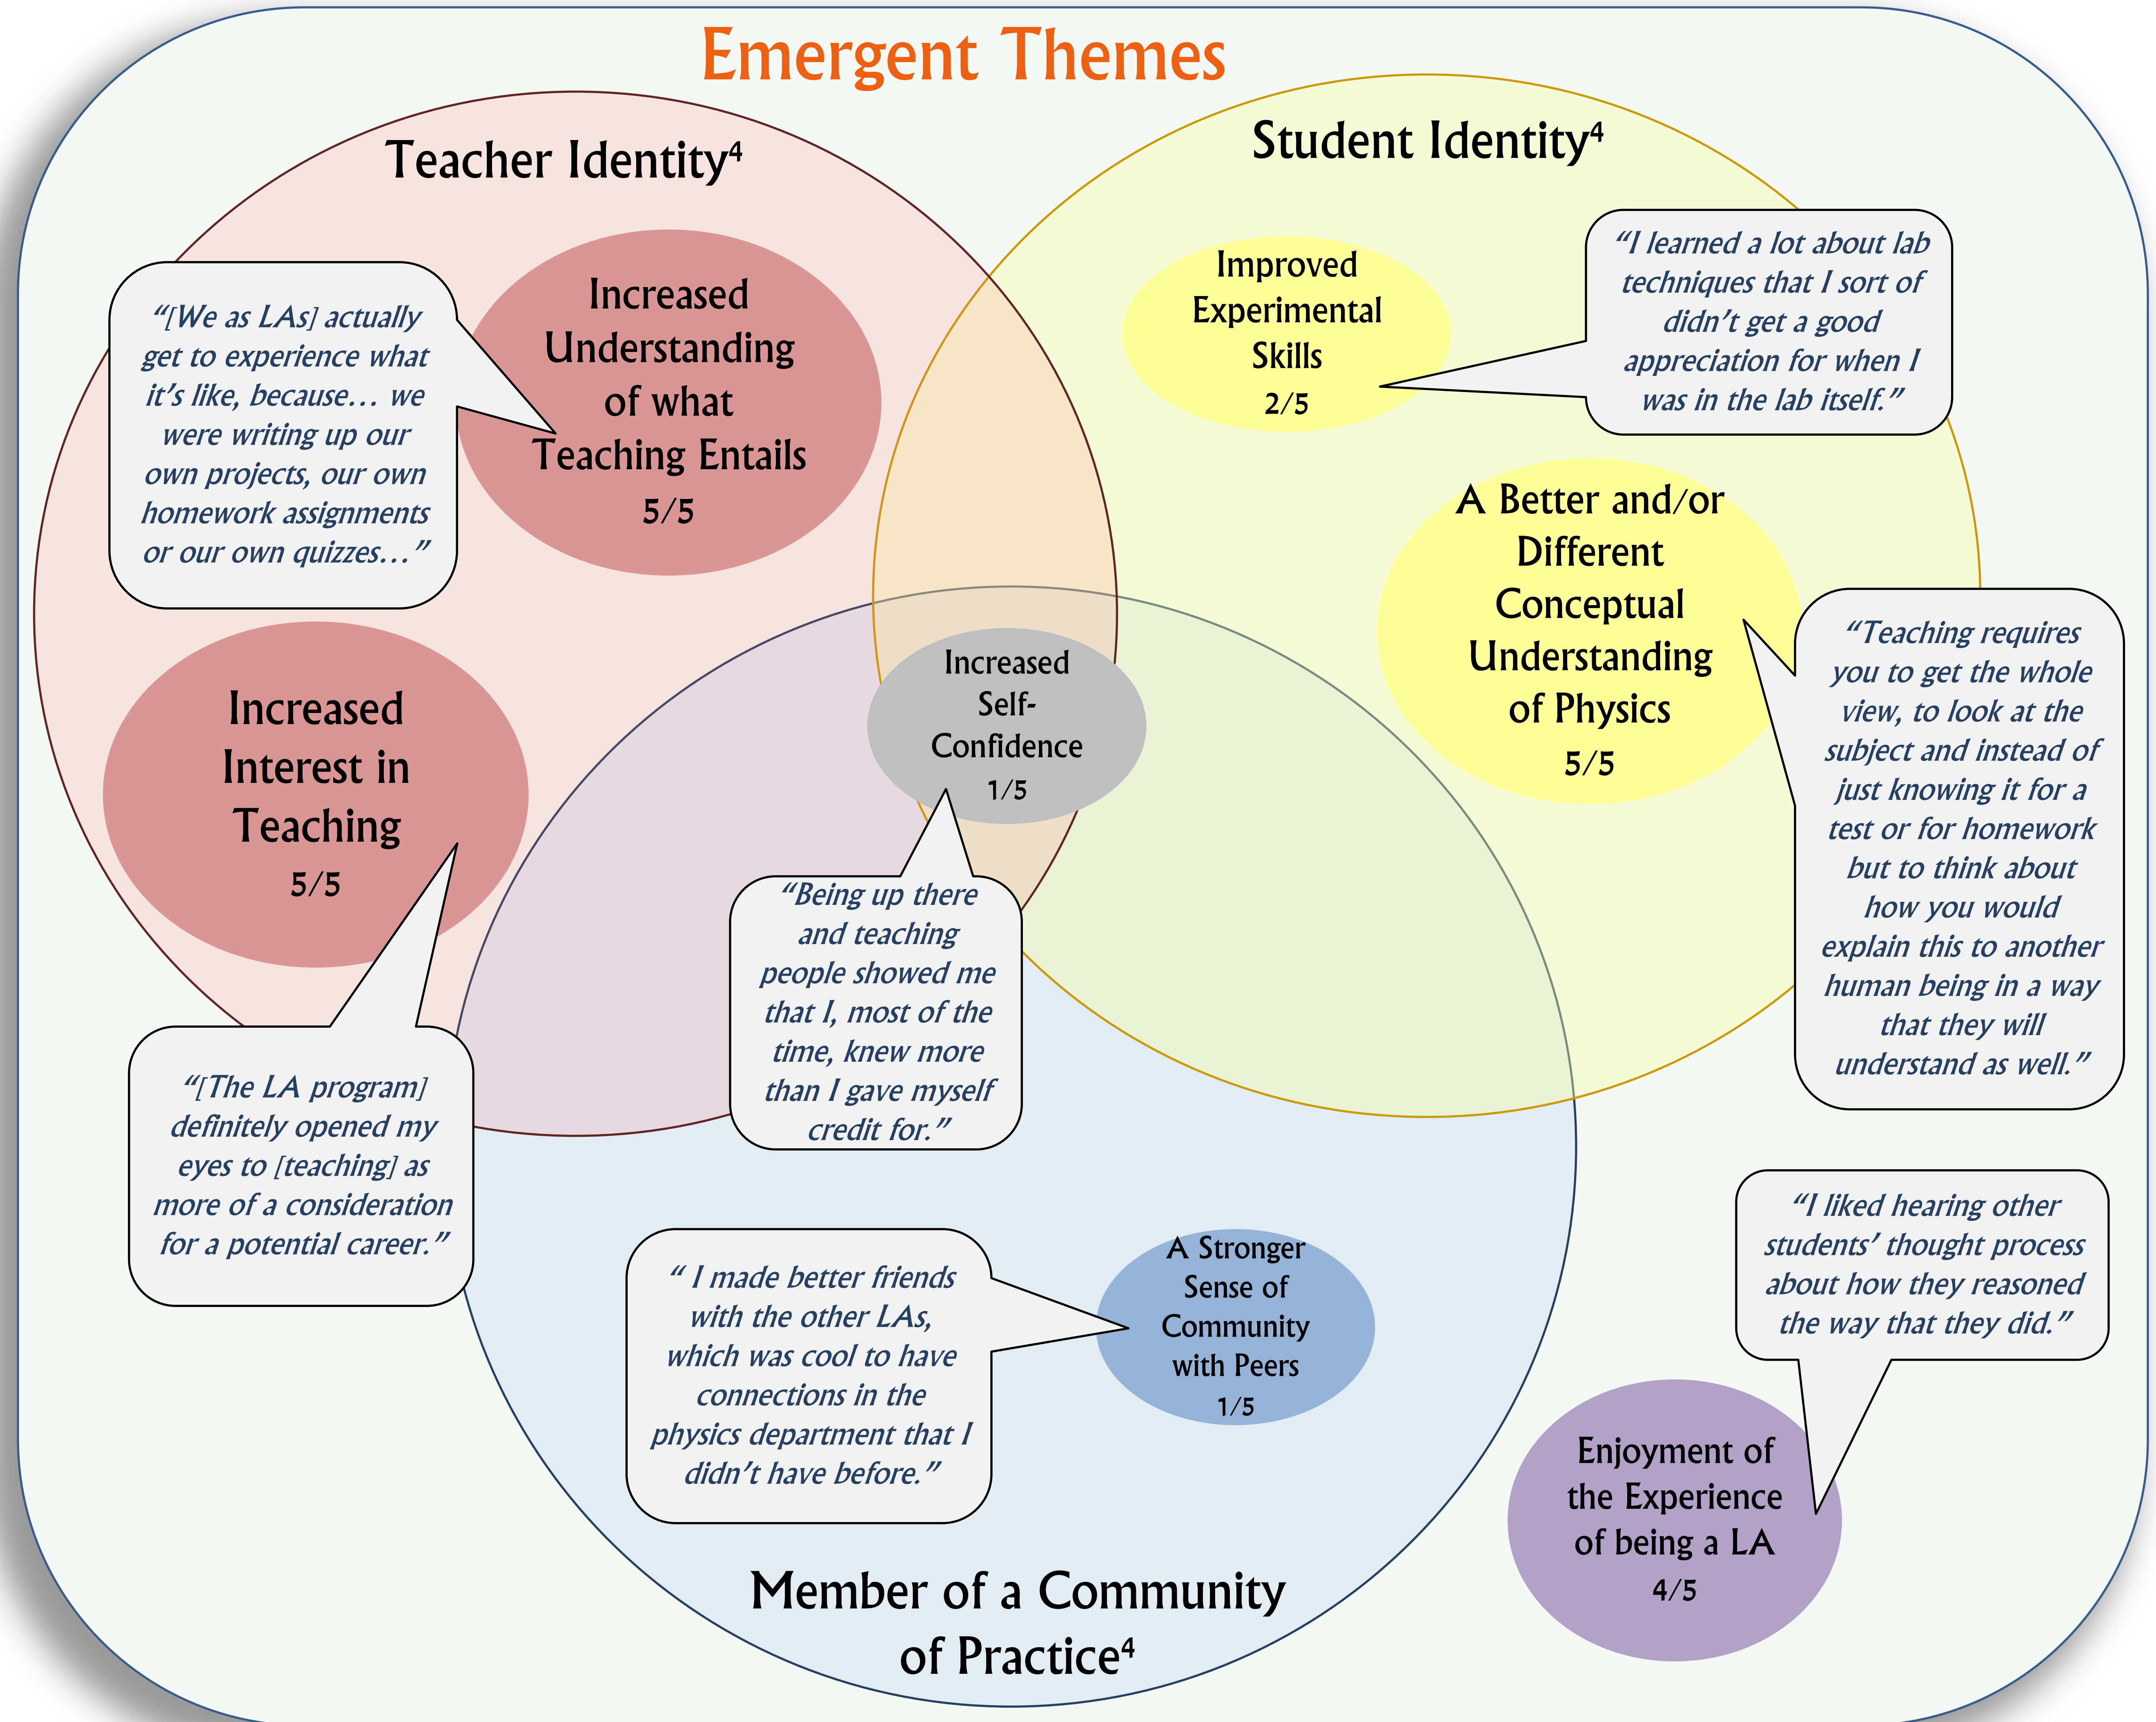 Emergent Themes
Teacher Identity⁴
Student Identity⁴
“[We as LAs] actually
get to experience what
it’s like, because… we
were writing up our
own projects, our own
homework assignments
or our own quizzes…”
Increased
Understanding
of what
Teaching Entails
5/5
Improved
Experimental
Skills
2/5
“I learned a lot about lab
techniques that I sort of
didn’t get a good
appreciation for when I
was in the lab itself.”
A Better and/or
Different
Conceptual
Understanding
of Physics
5/5
“Teaching requires
you to get the whole
view, to look at the
subject and instead of
just knowing it for a
test or for homework
but to think about
how you would
explain this to another
human being in a way
that they will
understand as well.”
Increased
Interest in
Teaching
5/5
Increased
Self-
Confidence
1/5
“Being up there
and teaching
people showed me
that I, most of the
time, knew more
than I gave myself
credit for.”
“[The LA program]
definitely opened my
eyes to [teaching] as
more of a consideration
for a potential career.”
“ I made better friends
with the other LAs,
which was cool to have
connections in the
physics department that I
didn’t have before.”
A Stronger
Sense of
Community
with Peers
1/5
“I liked hearing other
students’ thought process
about how they reasoned
the way that they did.”
Enjoyment of
the Experience
of being a LA
4/5
Member of a Community
of Practice⁴